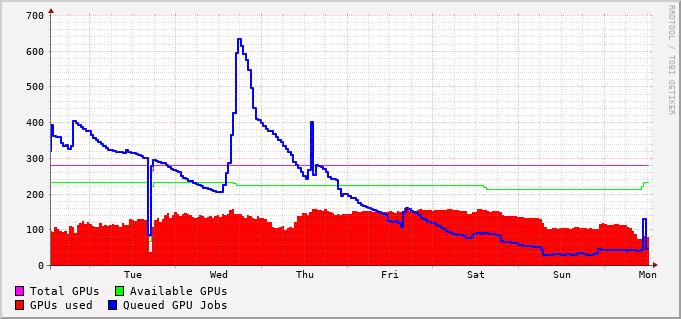 700
600
500
400
300
200
100
0
Tue Wed Thu Fri Sat Sun Mon
Total GPUs Available GPUs
GPUs used Queued GPU Jobs
RRDTOOL / TOBI OETIKER